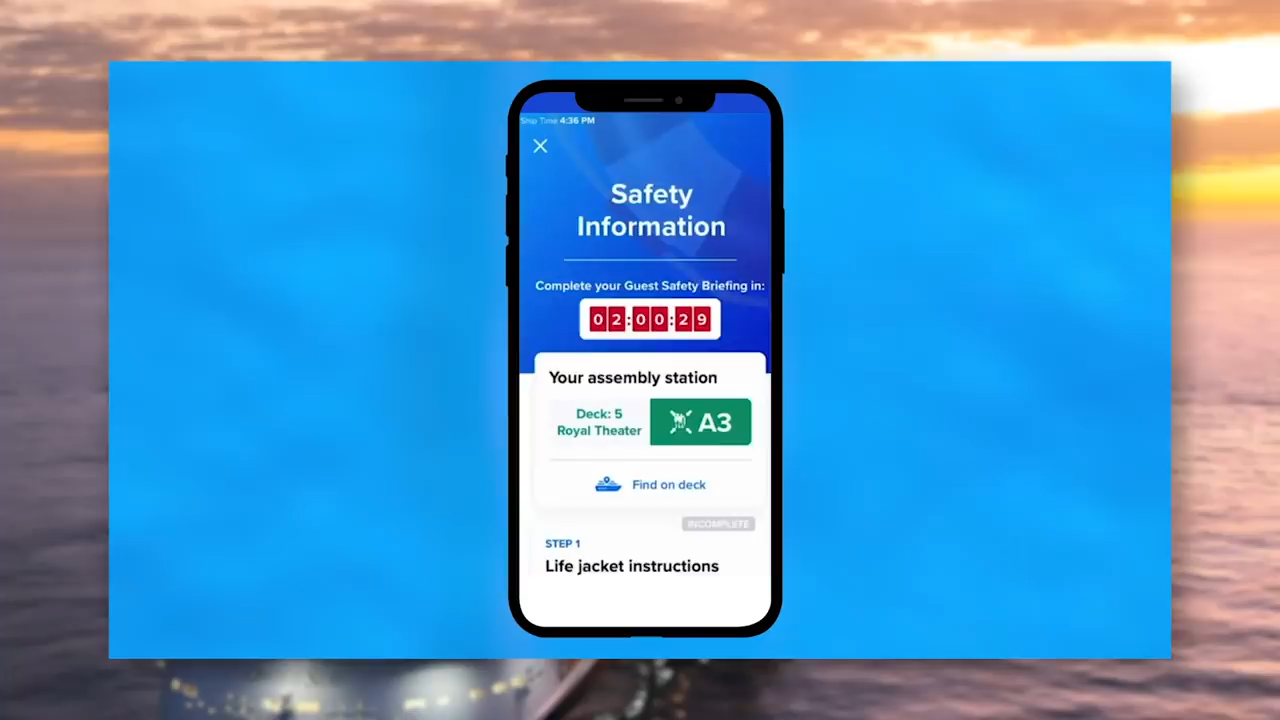 Ship Time 4:36 PM
Safety
Information
Complete your Guest Safety Briefing in:
02:00:29
Your assembly station
Deck: 5
Royal Theater
A3
Find on deck
INCOMPLETE
STEP 1
Life jacket instructions